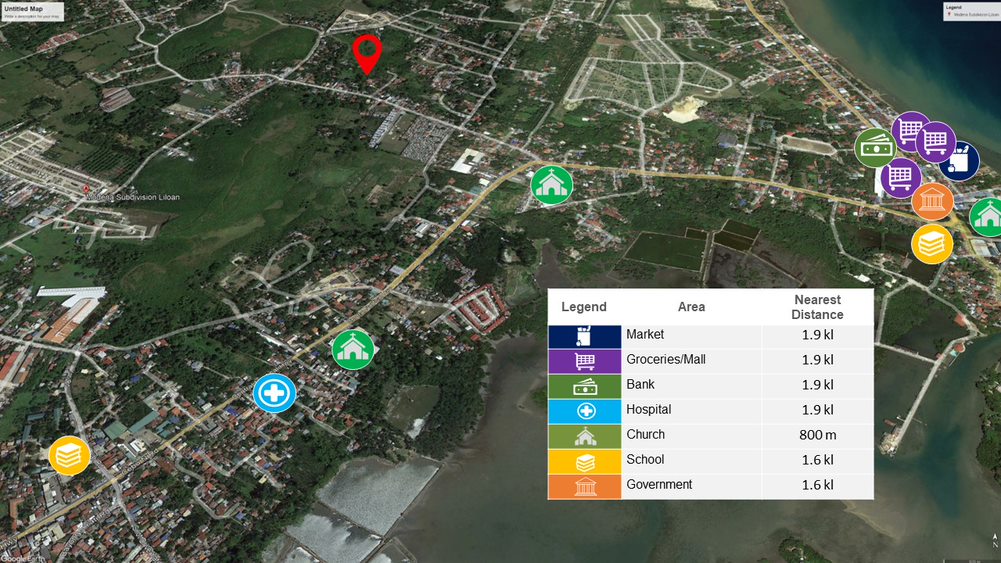 Untitled Map
Write a description for your map.
Legend
Modena Subdivision Liloan
Modena Subdivision Liloan
Legend Area Nearest Distance
Market 1.9 kl
Groceries/Mall 1.9 kl
Bank 1.9 kl
Hospital 1.9 kl
Church 800 m
School 1.6 kl
Government 1.6 kl
Google Earth
N